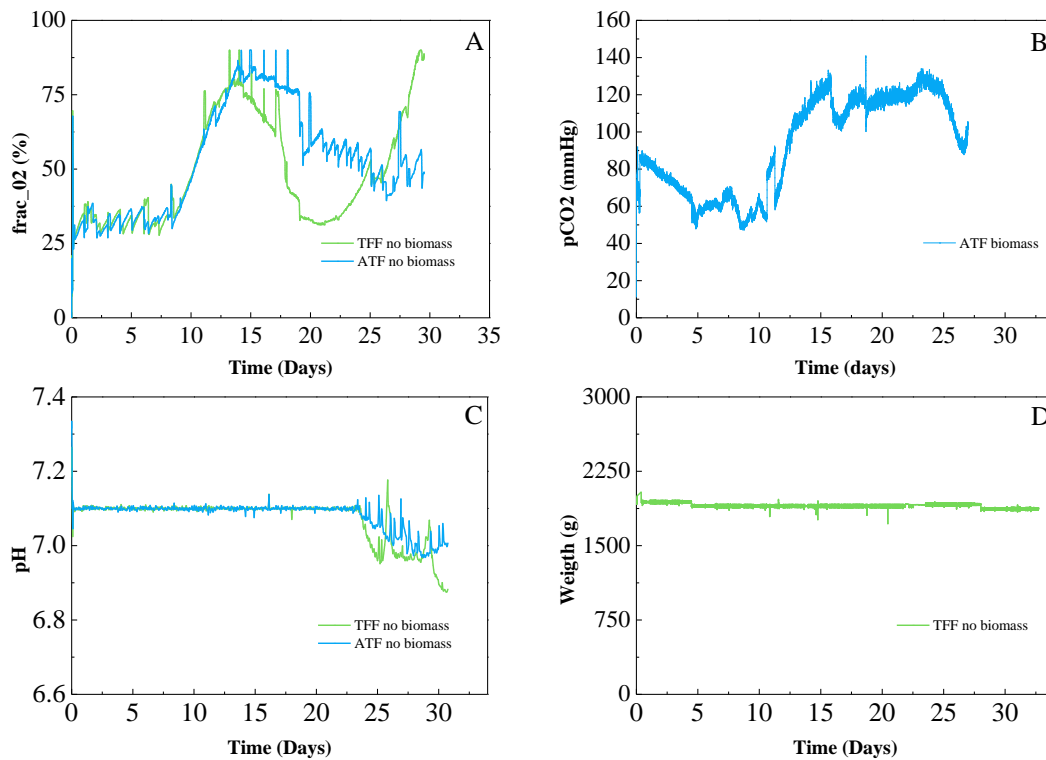 A
100
75
50
25
0
frac_02 (%)
TFF no biomass
ATF no biomass
0 5 10 15 20 25 30 35
Time (Days)
B
160
140
120
100
80
60
40
20
0
pCO2 (mmHg)
ATF biomass
0 5 10 15 20 25 30
Time (days)
C
7.4
7.2
7.0
6.8
6.6
pH
TFF no biomass
ATF no biomass
0 5 10 15 20 25 30
Time (Days)
D
3000
2250
1500
750
0
Weigth (g)
TFF no biomass
0 5 10 15 20 25 30
Time (Days)